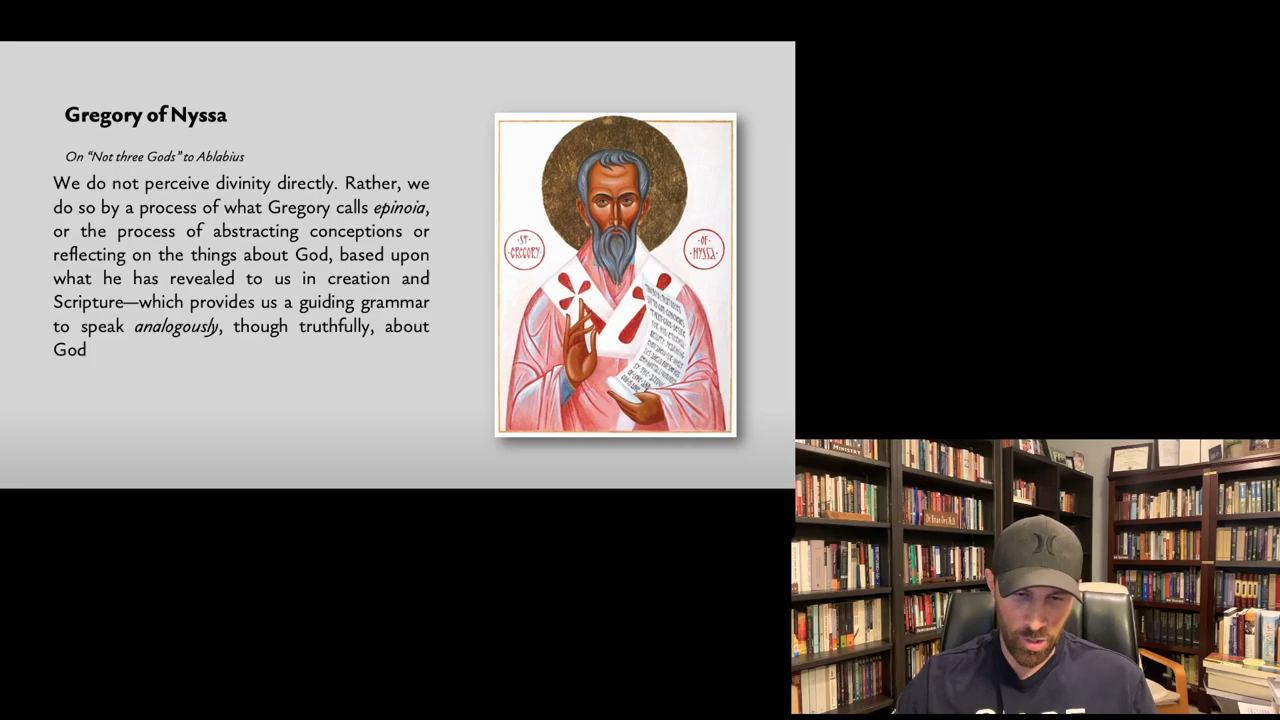 Gregory of Nyssa
On “Not three Gods” to Ablabius
We do not perceive divinity directly. Rather, we
do so by a process of what Gregory calls epinoia,
or the process of abstracting conceptions or
reflecting on the things about God, based upon
what he has revealed to us in creation and
Scripture—which provides us a guiding grammar
to speak analogously, though truthfully, about
God
·ST·
GREGORY·
·OF·
·NYSSA·
MINISTRY